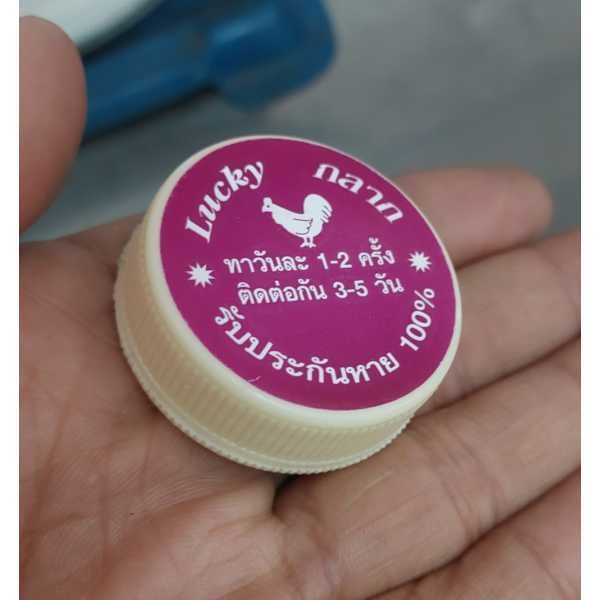 Lucky กลาก
ทาวันละ 1-2 ครั้ง
ติดต่อกัน 3-5 วัน
รับประกันหาย 100%